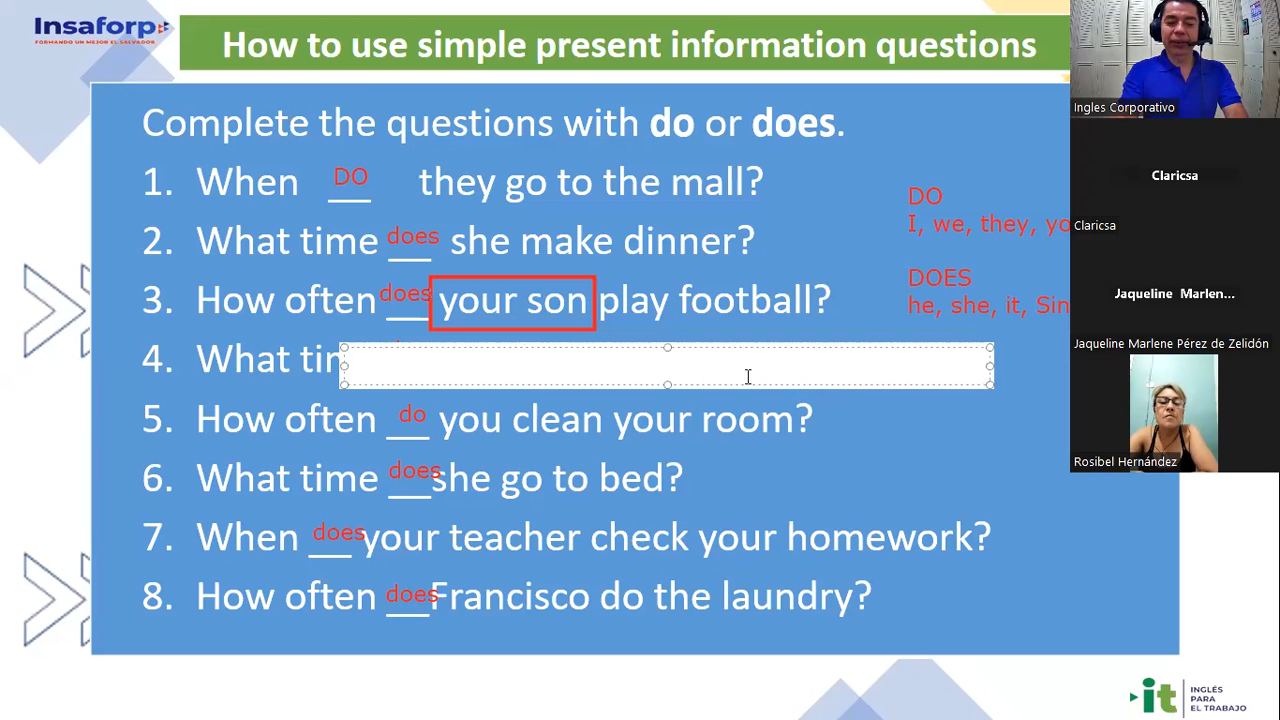 Insaforp
FORMANDO UN MEJOR EL SALVADOR
How to use simple present information questions
Complete the questions with do or does.
1. When DO they go to the mall?
2. What time does she make dinner?
3. How often does your son play football?
4. What tim
5. How often do you clean your room?
6. What time does she go to bed?
7. When does your teacher check your homework?
8. How often does Francisco do the laundry?
DO
I, we, they, yo
DOES
he, she, it, Sin
Ingles Corporativo
Claricsa
Claricsa
Jaqueline Marlen...
Jaqueline Marlene Pérez de Zelidón
Rosibel Hernández
it
INGLÉS
PARA
EL TRABAJO